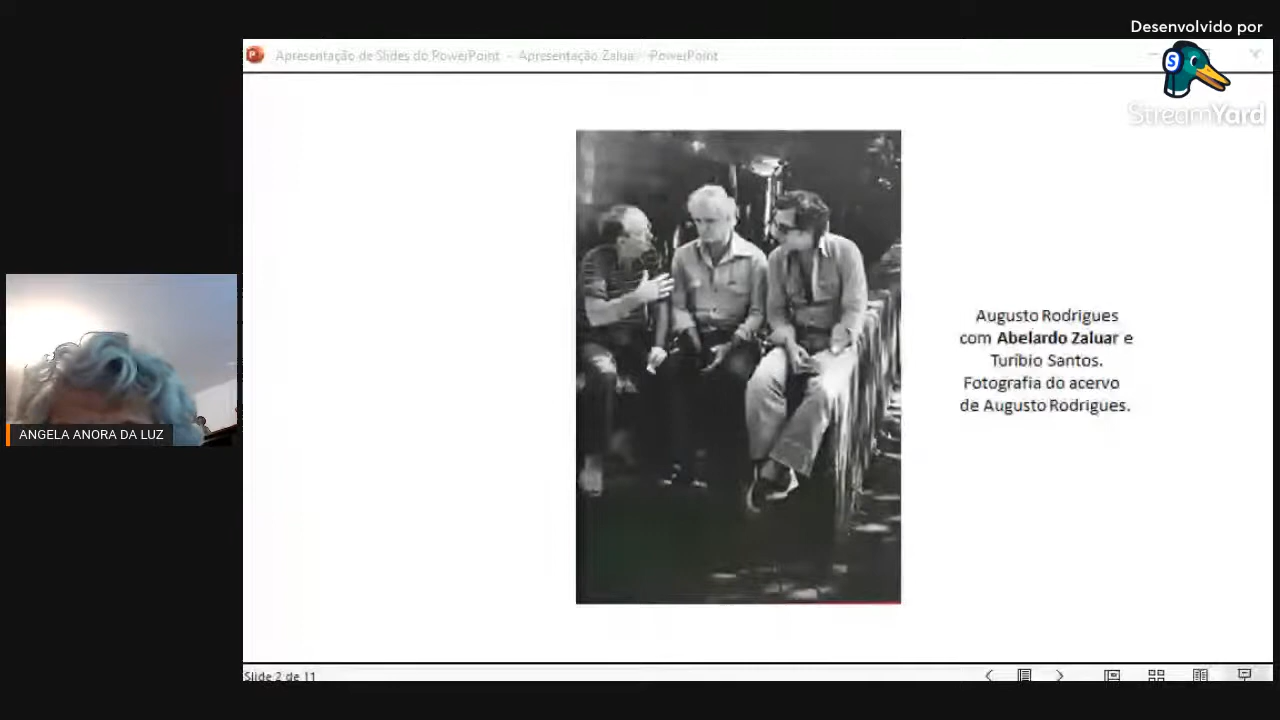 Desenvolvido por
StreamYard
Apresentação de Slides do PowerPoint - Apresentação Zalua PowerPoint
Augusto Rodrigues
com Abelardo Zaluar e
Turíbio Santos.
Fotografia do acervo
de Augusto Rodrigues.
ANGELA ANORA DA LUZ
Slide 2 de 11